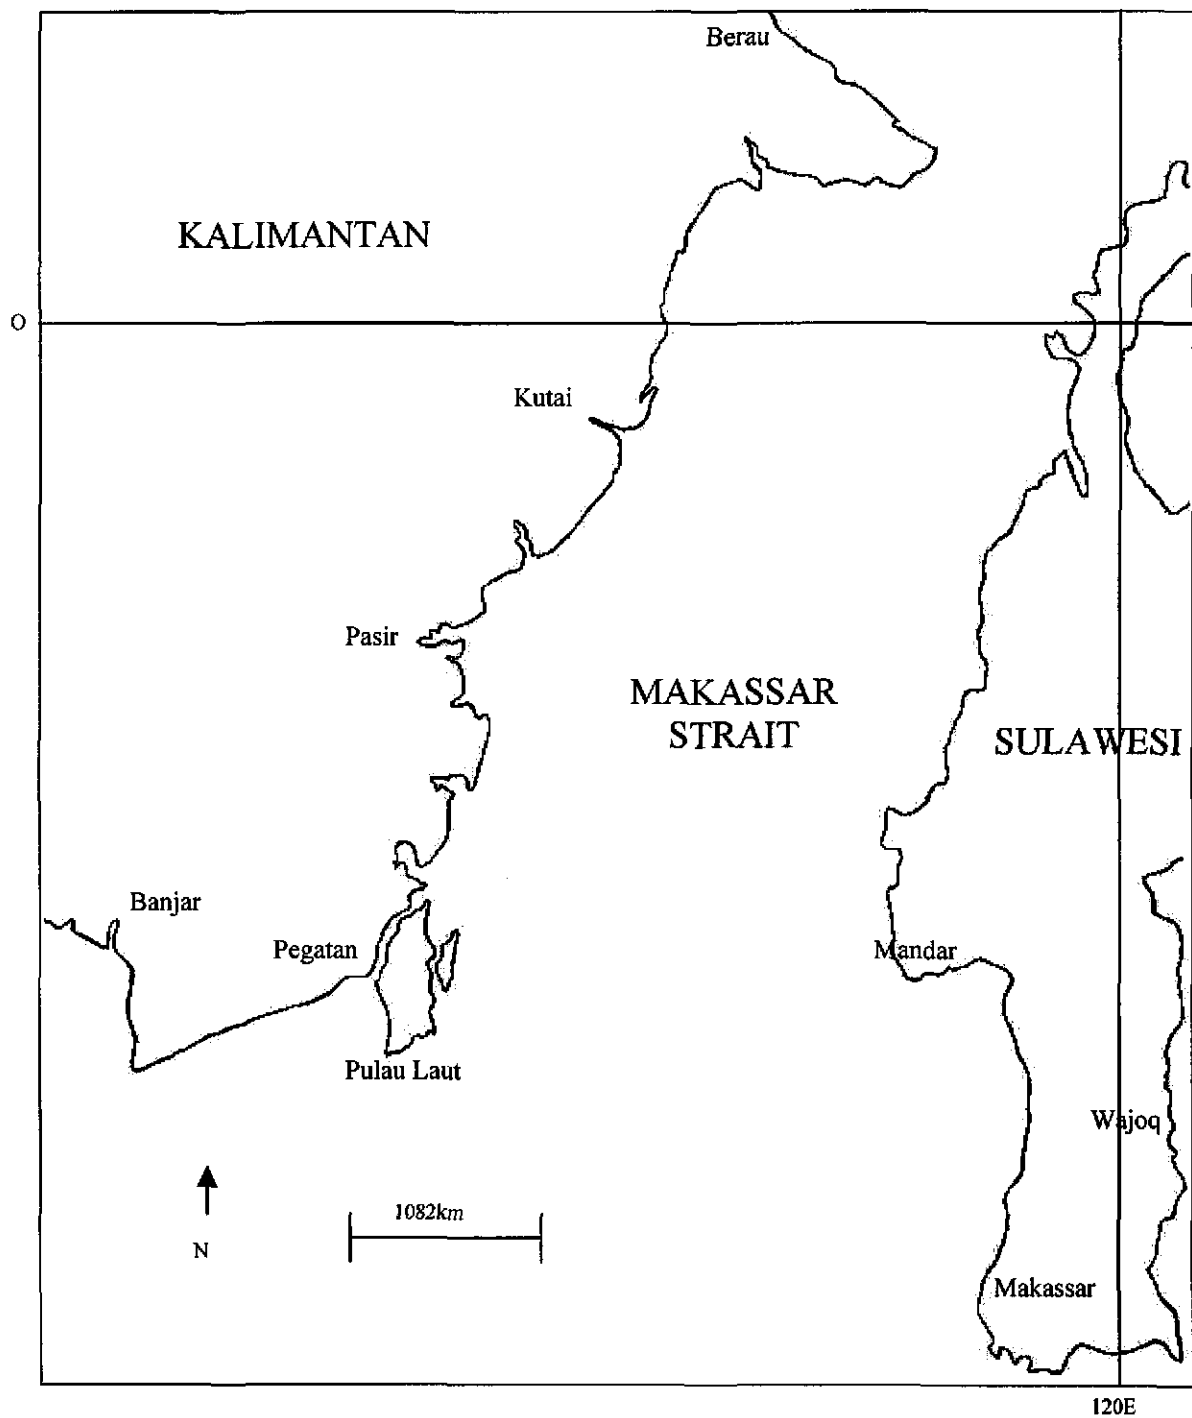 Berau
KALIMANTAN
O
Kutai
Pasir
MAKASSAR
STRAIT
SULAWESI
Banjar
Pegatan
Mandar
Pulau Laut
Wajoq
1082km
N
Makassar
120E